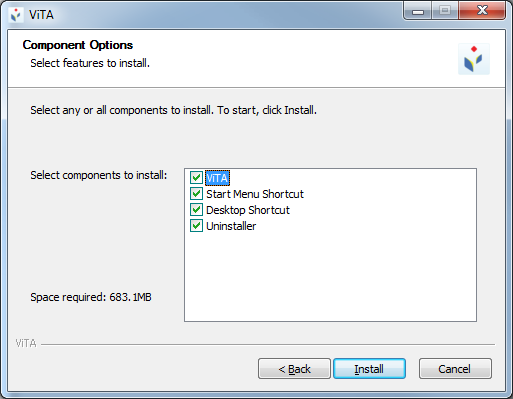 ViTA
Component Options
Select features to install.
Select any or all components to install. To start, click Install.
Select components to install:
ViTA
Start Menu Shortcut
Desktop Shortcut
Uninstaller
Space required: 683.1MB
ViTA
< Back
Install
Cancel